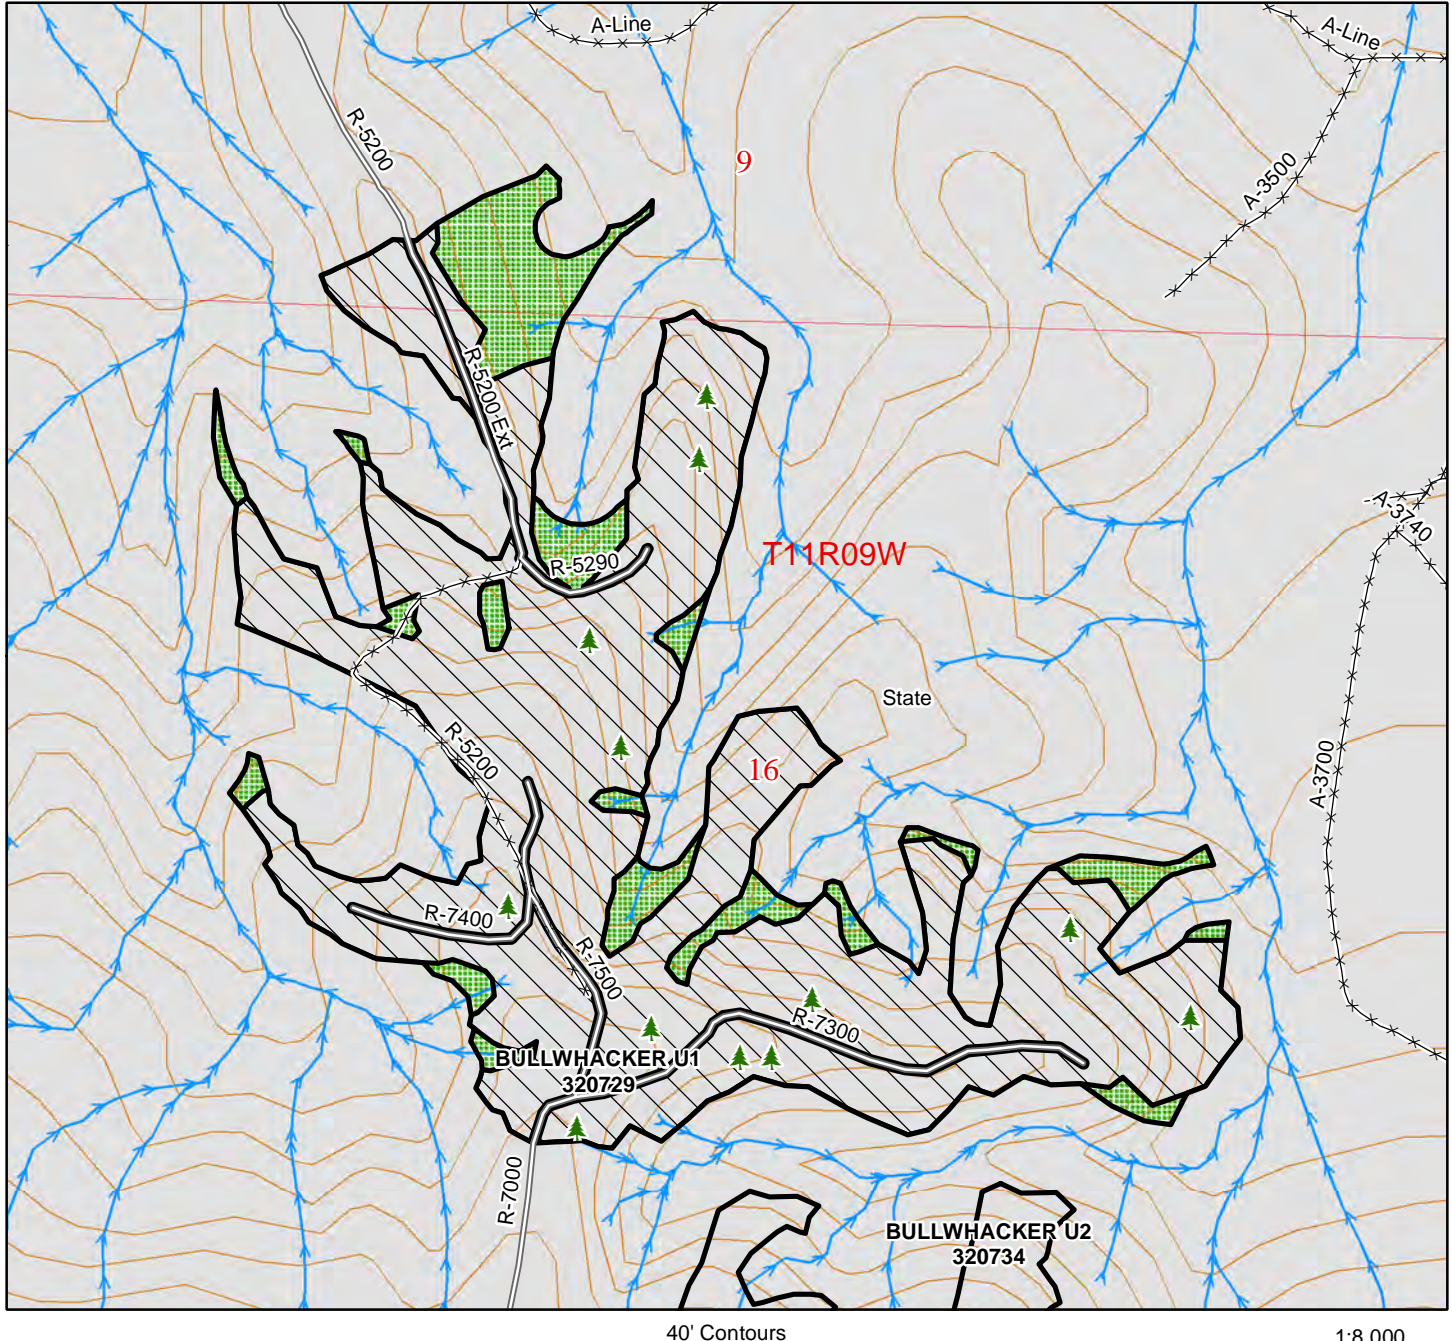 A-Line
A-Line
R-5200
9
A-3500
R-5200-Ext
A-3740
T11R09W
R-5290
State
R-5200
16
A-3700
R-7400
R-7500
R-7300
BULLWHACKER U1
320729
R-7000
BULLWHACKER U2
320734
40' Contours
1:8,000